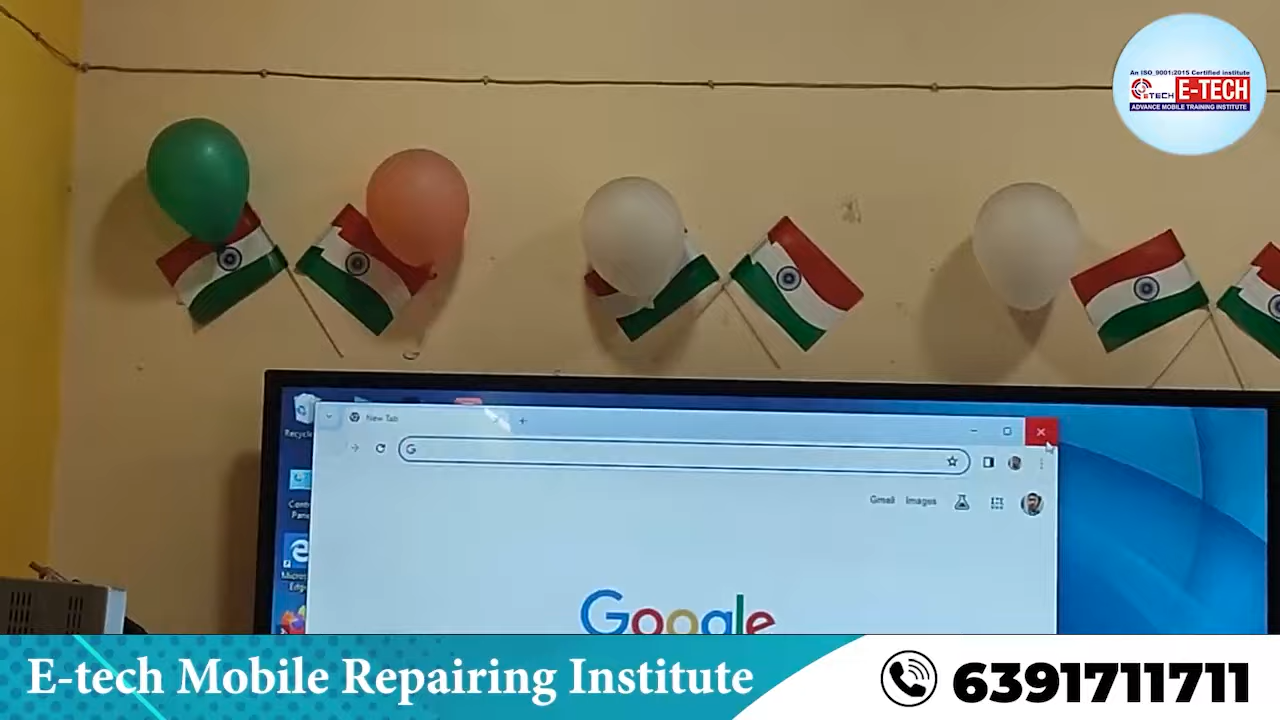 An ISO 9001:2015 Certified institute
eTECH E-TECH
ADVANCE MOBILE TRAINING INSTITUTE
New Tab
G
Gmail Images
Google
E-tech Mobile Repairing Institute
6391711711